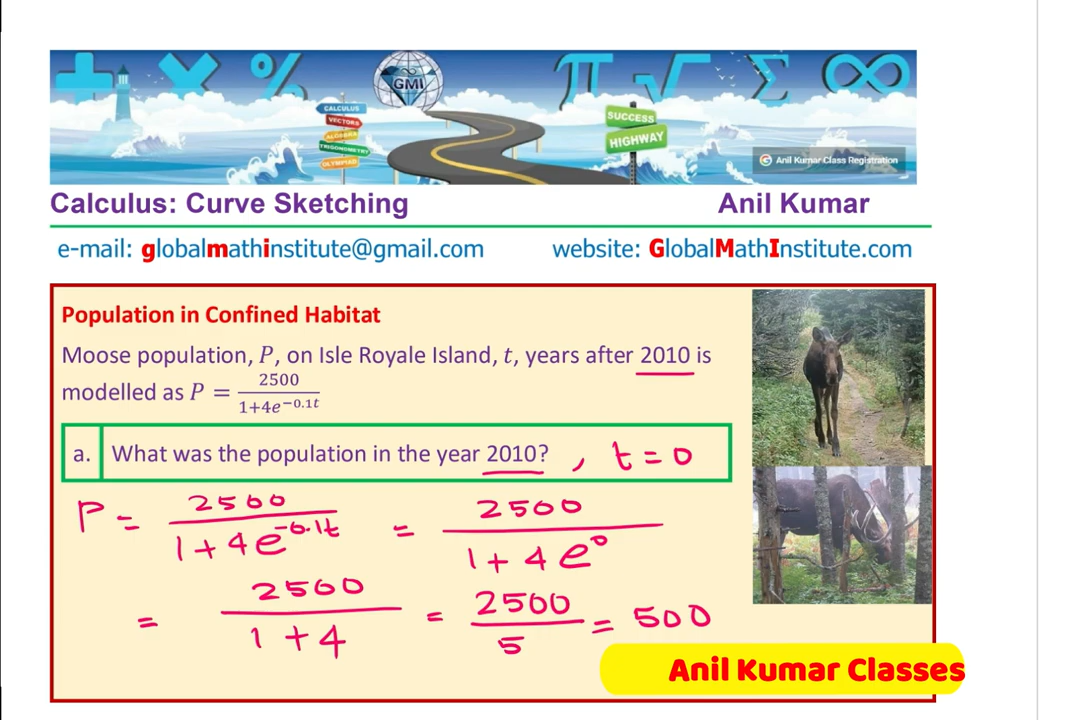 + × % GMI π √ Σ ∞
CALCULUS
VECTORS
ALGEBRA
TRIGONOMETRY
OLYMPIAD
SUCCESS
HIGHWAY
G Anil Kumar Class Registration
Calculus: Curve Sketching Anil Kumar
e-mail: globalmathinstitute@gmail.com website: GlobalMathInstitute.com
Population in Confined Habitat
Moose population, P, on Isle Royale Island, t, years after 2010 is
modelled as P = 2500/(1+4e^−0.1t)
a. What was the population in the year 2010? , t = 0
P = 2500/(1+4e^-0.1t) = 2500/(1+4e^0)
= 2500/(1+4) = 2500/5 = 500
Anil Kumar Classes